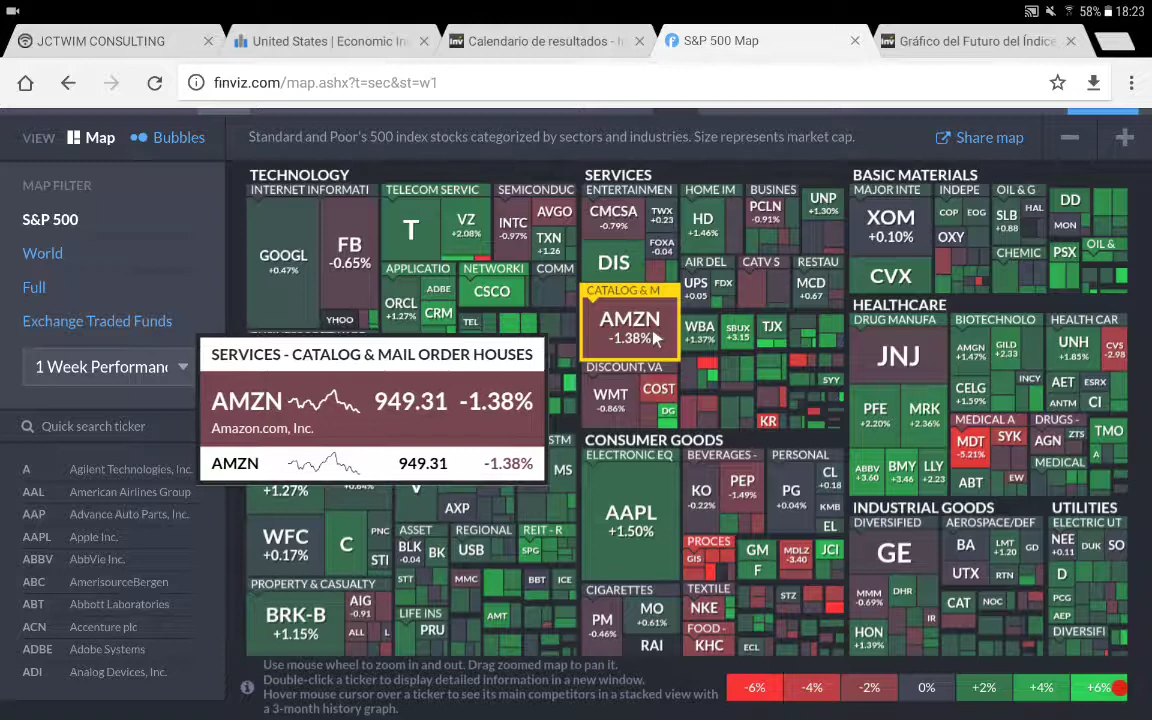 58% 18:23
JCTWIM CONSULTING
United States | Economic In
Calendario de resultados - I
S&P 500 Map
Gráfico del Futuro del Índice
finviz.com/map.ashx?t=sec&st=w1
VIEW Map Bubbles
Standard and Poor's 500 index stocks categorized by sectors and industries. Size represents market cap.
Share map
MAP FILTER
S&P 500
World
Full
Exchange Traded Funds
1 Week Performanc
Quick search ticker
A Agilent Technologies, Inc.
AAL American Airlines Group
AAP Advance Auto Parts, Inc.
AAPL Apple Inc.
ABBV AbbVie Inc.
ABC AmerisourceBergen
ABT Abbott Laboratories
ACN Accenture plc
ADBE Adobe Systems
ADI Analog Devices, Inc.
TECHNOLOGY
INTERNET INFORMATI
GOOGL
+0.47%
FB
-0.65%
YHOO
TELECOM SERVIC
T
VZ
+2.08%
SEMICONDUC
INTC
-0.97%
AVGO
TXN
+1.26
APPLICATIO
ORCL
+1.27%
ADBE
CRM
NETWORKI
CSCO
TEL
COMM
SERVICES - CATALOG & MAIL ORDER HOUSES
AMZN 949.31 -1.38%
Amazon.com, Inc.
AMZN 949.31 -1.38%
STM
MS
+1.27%
+0.84%
V
AXP
WFC
+0.17%
C
PNC
STI
ASSET
BLK
-0.04
BK
STT
REGIONAL
USB
MMC
REIT - R
SPG
BBT
ICE
AMT
PROPERTY & CASUALTY
BRK-B
+1.15%
AIG
-0.91
ALL
L
LIFE INS
PRU
SERVICES
ENTERTAINMEN
CMCSA
-0.79%
TWX
+0.23
DIS
FOXA
-0.04
HOME IM
HD
+1.46%
BUSINES
PCLN
-0.91%
UNP
+1.30%
AIR DEL
UPS
+0.05
FDX
CATV S
RESTAU
MCD
+0.67
CATALOG & M
AMZN
-1.38%
WBA
+1.37%
SBUX
+3.15
TJX
SYY
DISCOUNT, VA
WMT
-0.86%
COST
DG
KR
CONSUMER GOODS
ELECTRONIC EQ
AAPL
+1.50%
BEVERAGES -
KO
-0.22%
PEP
-1.49%
PERSONAL
PG
+0.04%
CL
+0.18
KMB
EL
PROCES
GIS
GM
F
MDLZ
-3.40
JCI
CIGARETTES
PM
-0.46%
MO
+0.61%
RAI
TEXTILE
NKE
FOOD -
KHC
STZ
ECL
BASIC MATERIALS
MAJOR INTE
XOM
+0.10%
CVX
INDEPE
COP
EOG
OXY
OIL & G
SLB
+0.88
HAL
CHEMIC
DD
MON
PSX
OIL &
HEALTHCARE
DRUG MANUFA
JNJ
PFE
+2.20%
MRK
+2.36%
ABBV
+3.60
BMY
+3.46
LLY
+2.23
BIOTECHNOLO
AMGN
+1.47%
GILD
+2.33
CELG
+1.59%
INCY
HEALTH CAR
UNH
+1.85%
CVS
-2.98
AET
ESRX
ANTM
CI
MEDICAL A
MDT
-5.21%
SYK
ABT
EW
DRUGS -
AGN
ZTS
MEDICAL
TMO
A
INDUSTRIAL GOODS
DIVERSIFIED
GE
MMM
-0.69%
DHR
HON
+1.39%
IR
AEROSPACE/DEF
BA
LMT
+1.20
GD
UTX
RTN
CAT
NOC
UTILITIES
ELECTRIC UT
NEE
+0.11
DUK
SO
D
PCG
AEP
DIVERSIFI
Use mouse wheel to zoom in and out. Drag zoomed map to pan it.
Double-click a ticker to display detailed information in a new window.
Hover mouse cursor over a ticker to see its main competitors in a stacked view with
a 3-month history graph.
-6% -4% -2% 0% +2% +4% +6%